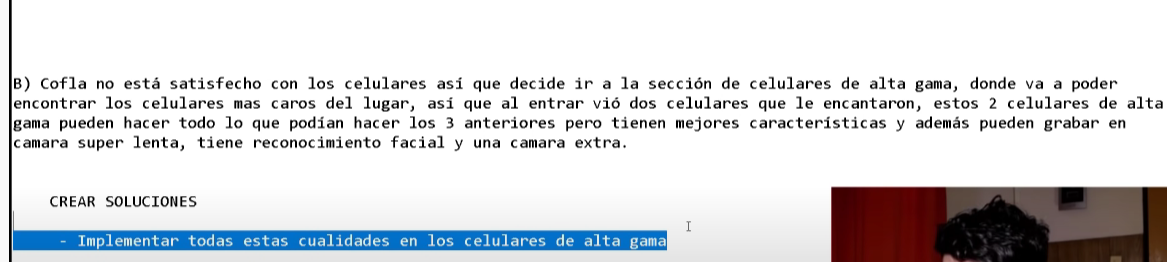 B) Cofla no está satisfecho con los celulares así que decide ir a la sección de celulares de alta gama, donde va a poder
encontrar los celulares mas caros del lugar, así que al entrar vió dos celulares que le encantaron, estos 2 celulares de alta
gama pueden hacer todo lo que podían hacer los 3 anteriores pero tienen mejores características y además pueden grabar en
camara super lenta, tiene reconocimiento facial y una camara extra.
CREAR SOLUCIONES
- Implementar todas estas cualidades en los celulares de alta gama